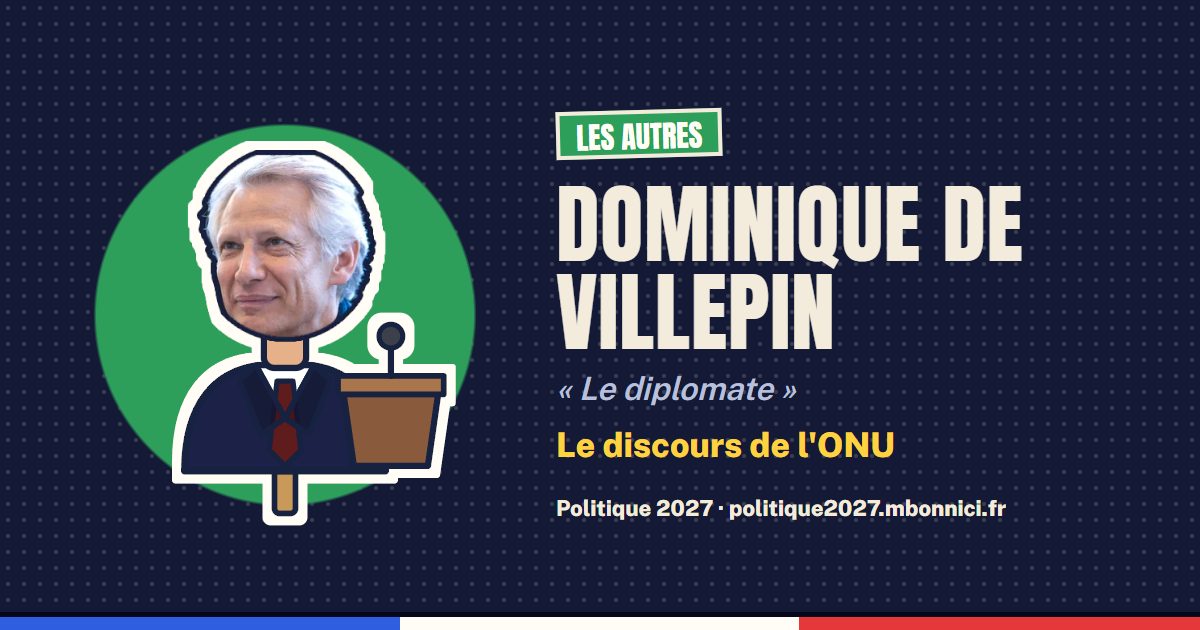 LES AUTRES
DOMINIQUE DE
VILLEPIN
« Le diplomate »
Le discours de l'ONU
Politique 2027 · politique2027.mbonnici.fr